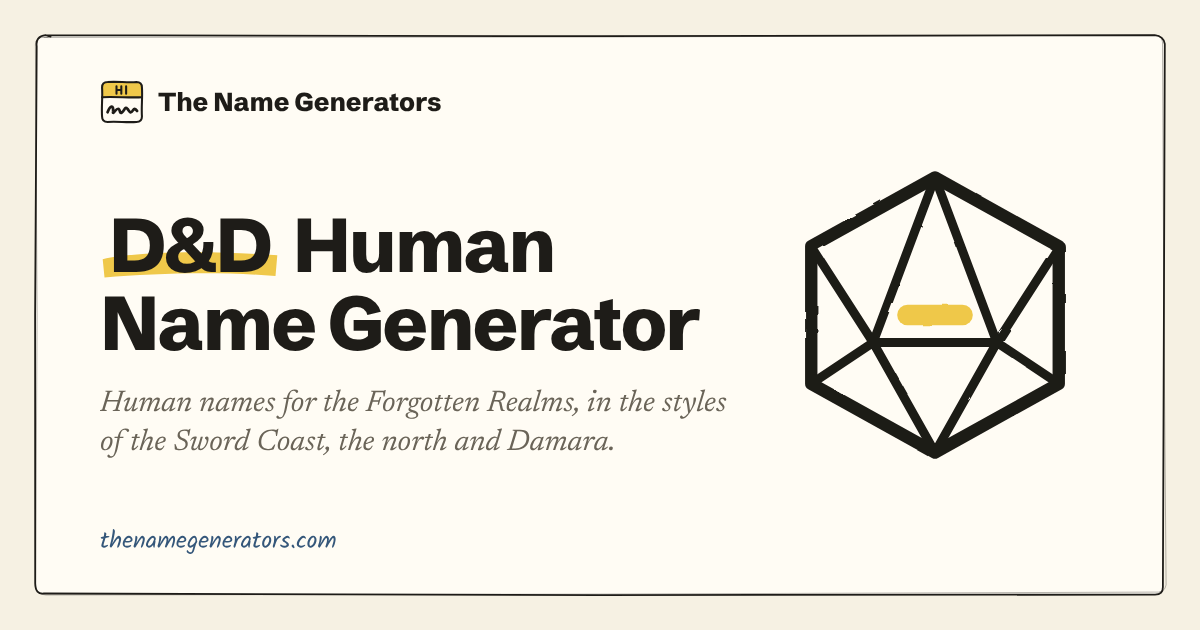 HI
The Name Generators
D&D Human
Name Generator
Human names for the Forgotten Realms, in the styles
of the Sword Coast, the north and Damara.
thenamegenerators.com